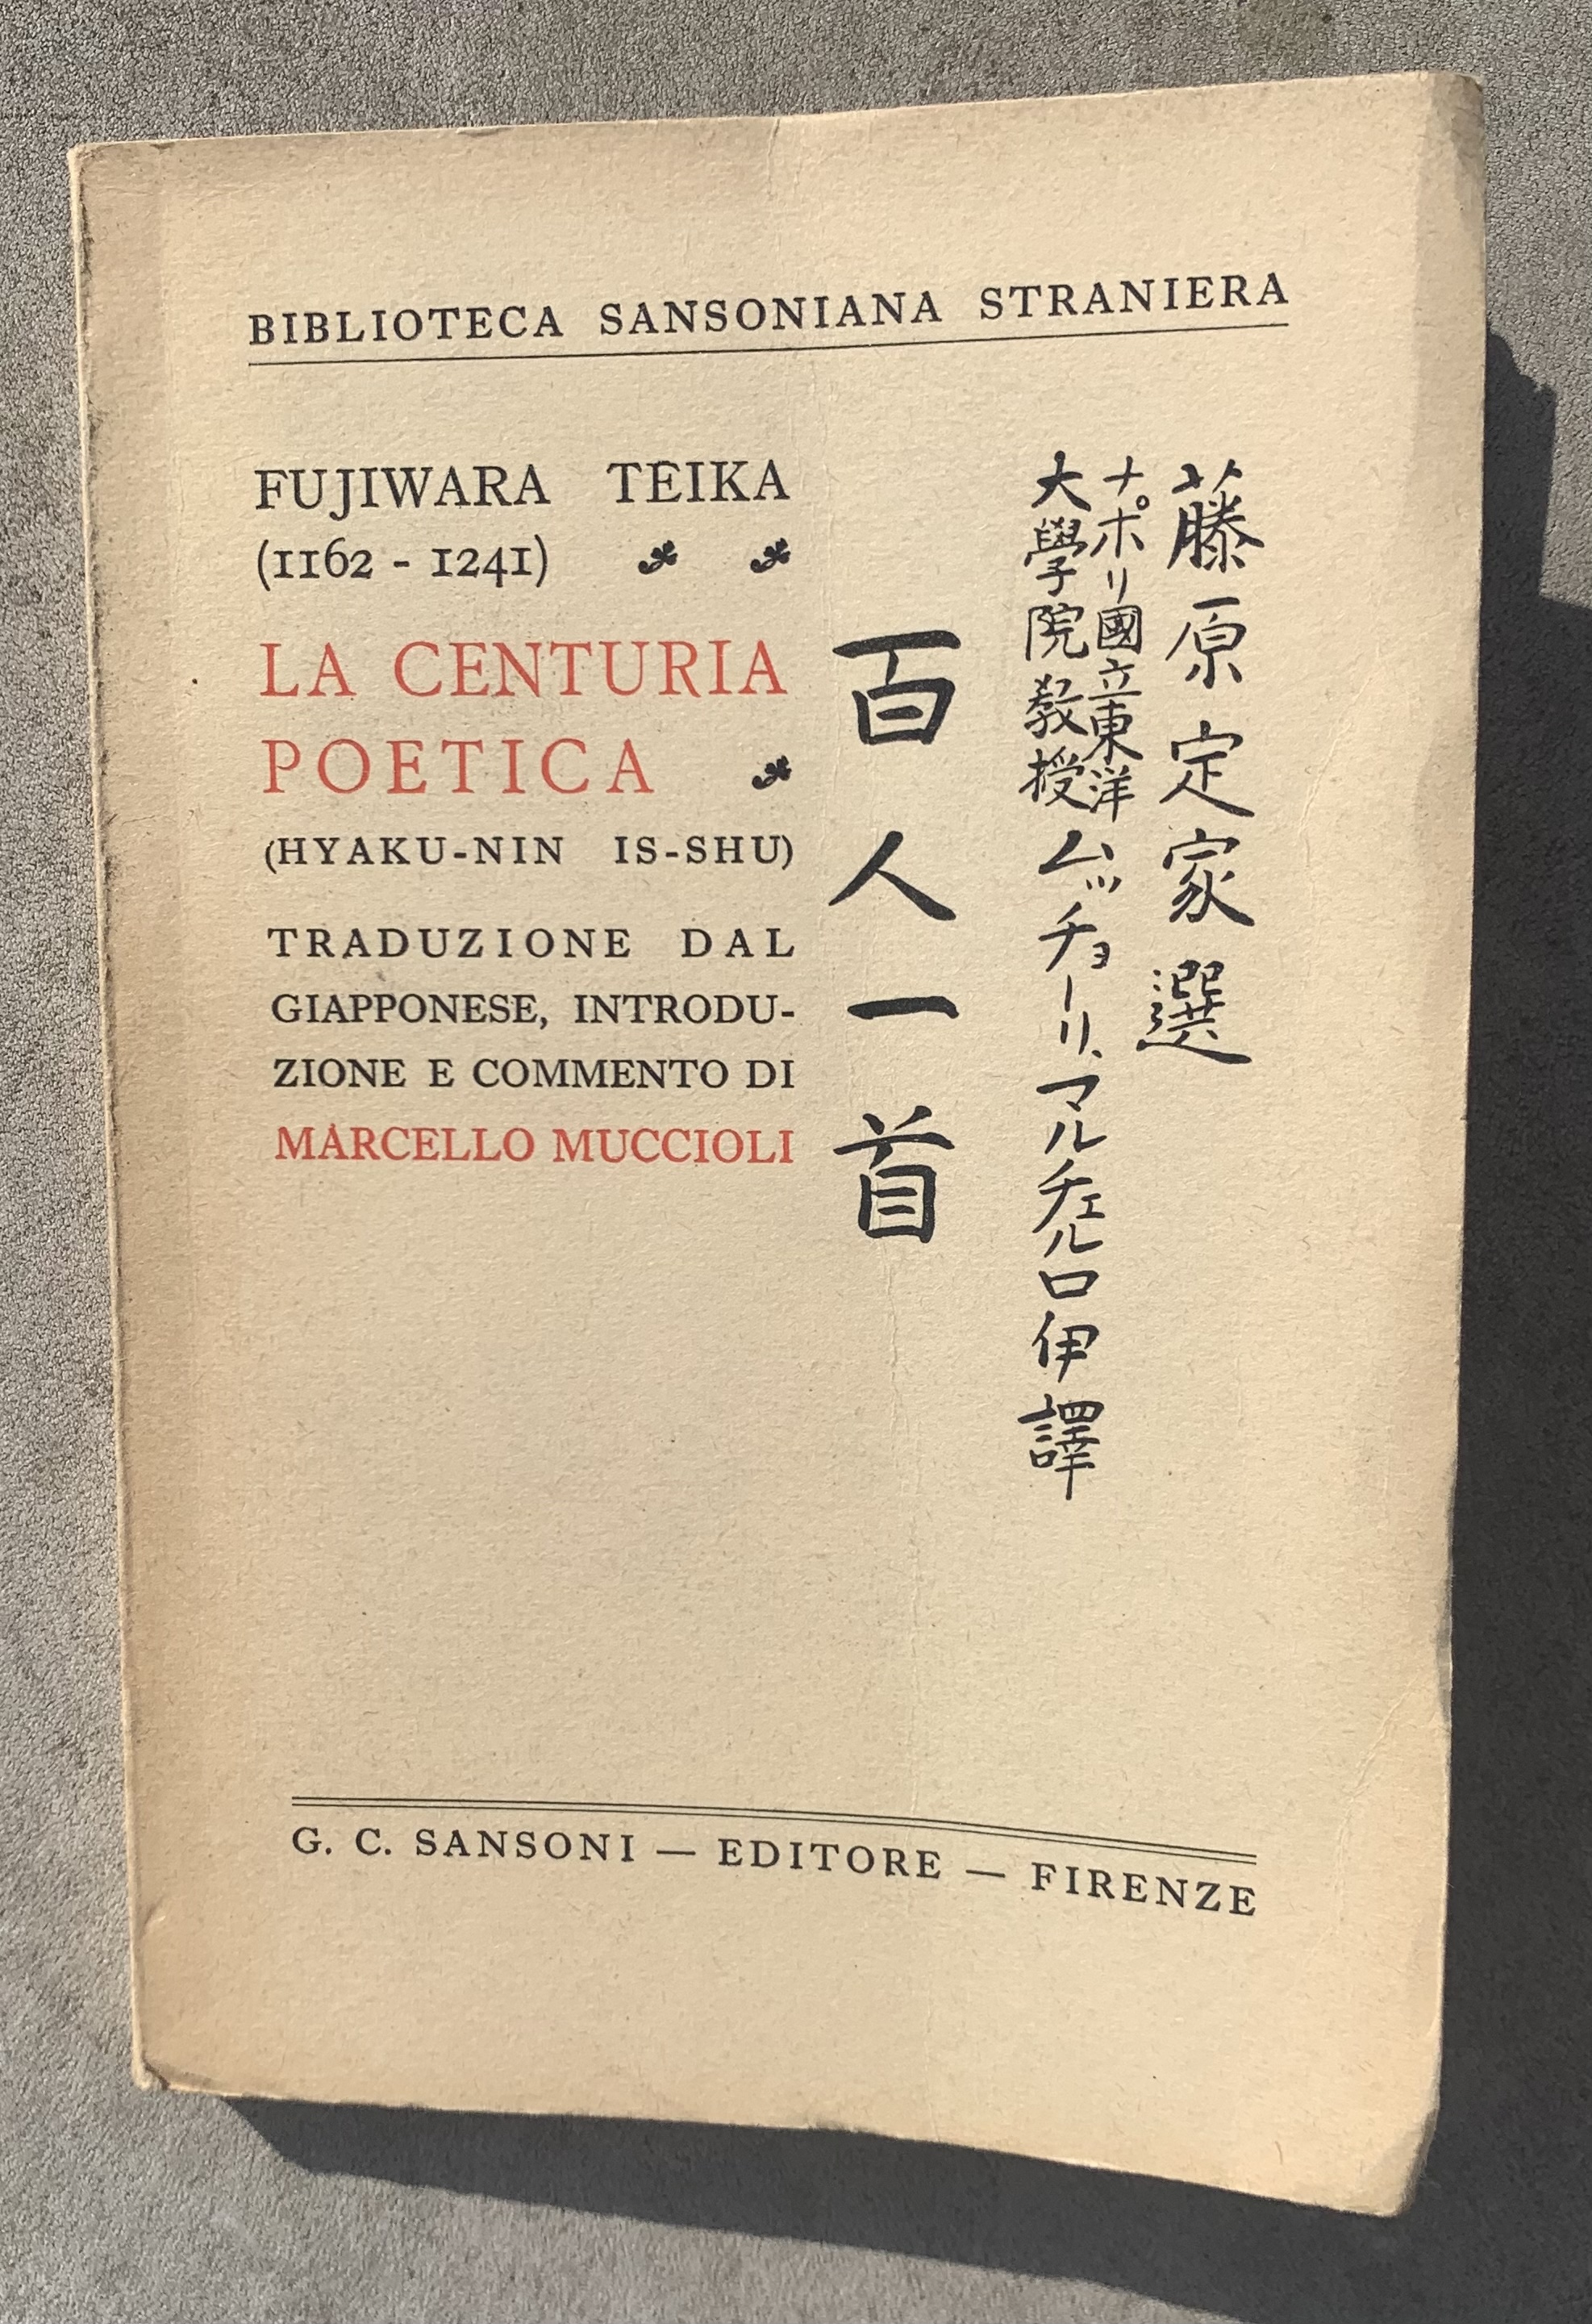 BIBLIOTECA SANSONIANA STRANIERA
FUJIWARA TEIKA
(1162 - 1241)
LA CENTURIA
POETICA
(HYAKU-NIN IS-SHU)
TRADUZIONE DAL
GIAPPONESE, INTRODU-
ZIONE E COMMENTO DI
MARCELLO MUCCIOLI
藤原定家選
ナポリ國立東洋
大學院教授
ムッチョーリ、マルチェルロ伊譯
百人一首
G. C. SANSONI — EDITORE — FIRENZE